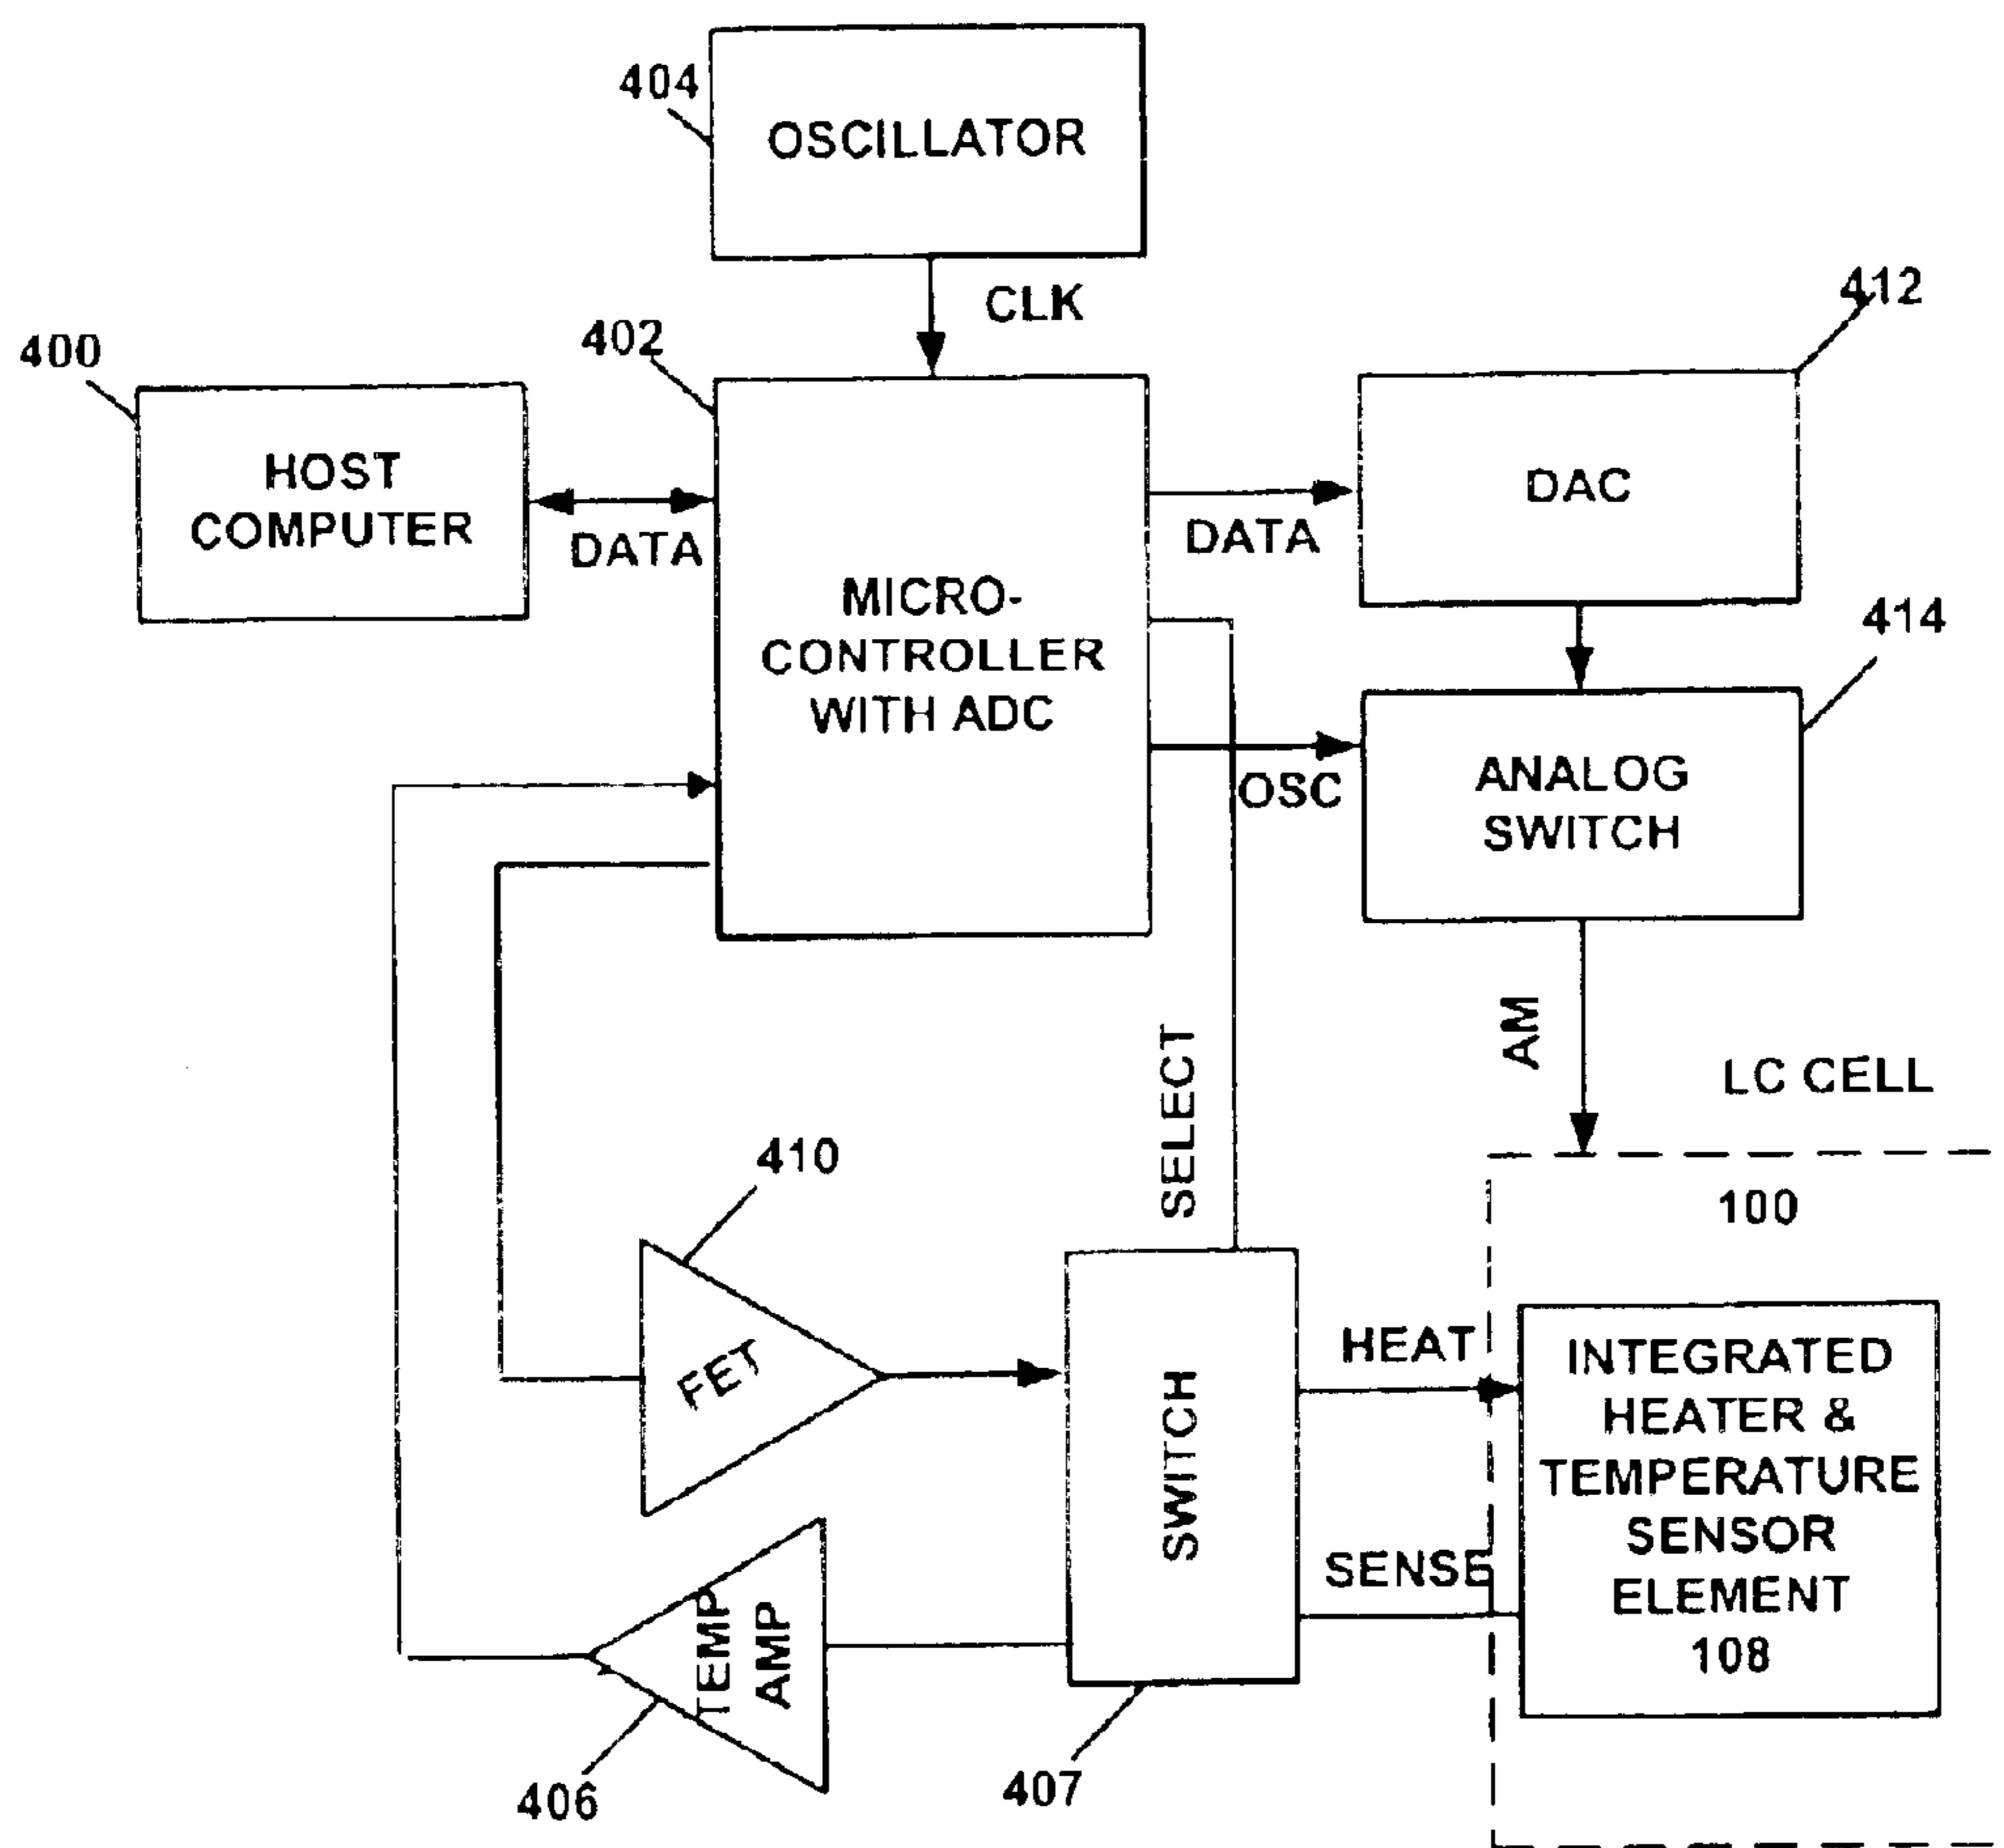 404
OSCILLATOR
CLK
412
400
402
HOST
COMPUTER
DATA
MICRO-
CONTROLLER
WITH ADC
DATA
DAC
414
OSC
ANALOG
SWITCH
AM
LC CELL
SELECT
410
100
FET
SWITCH
HEAT
SENSE
INTEGRATED
HEATER &
TEMPERATURE
SENSOR
ELEMENT
108
TEMP
AMP
406
407